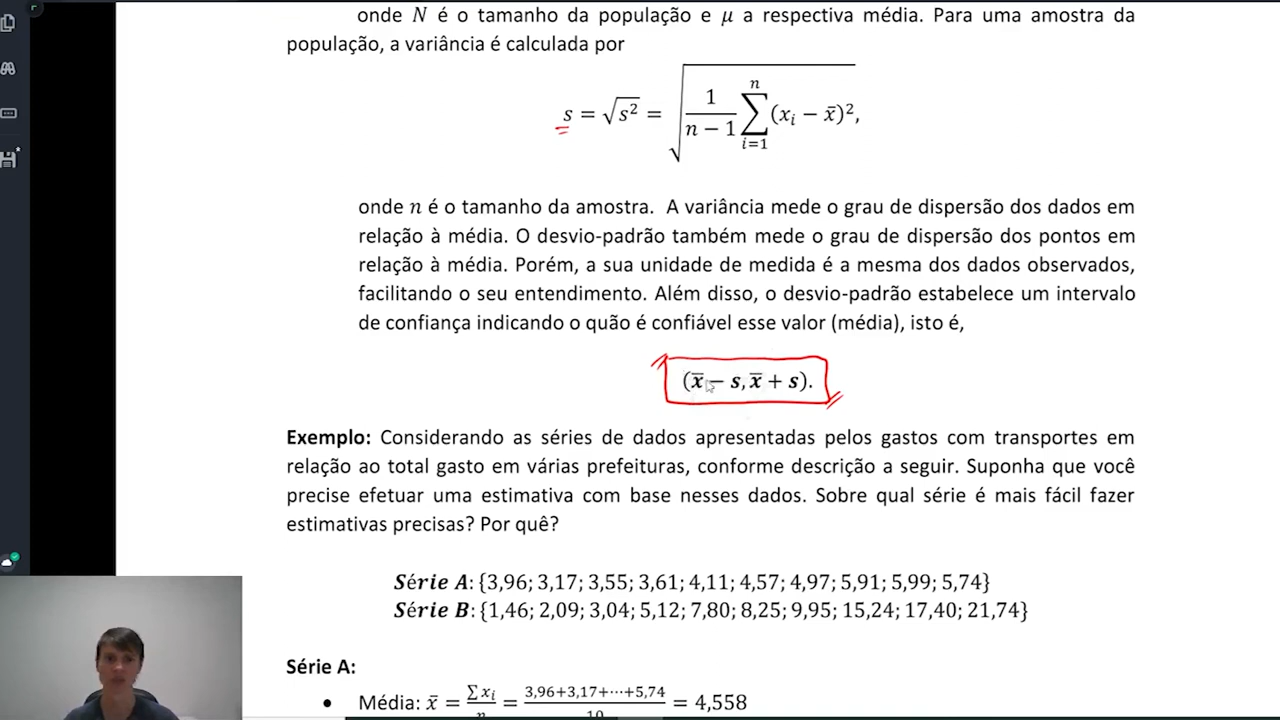 onde N é o tamanho da população e μ a respectiva média. Para uma amostra da
população, a variância é calculada por
s = √s² = √(1/(n − 1) ∑_{i=1}^{n} (xᵢ − x̄)²),
onde n é o tamanho da amostra. A variância mede o grau de dispersão dos dados em
relação à média. O desvio-padrão também mede o grau de dispersão dos pontos em
relação à média. Porém, a sua unidade de medida é a mesma dos dados observados,
facilitando o seu entendimento. Além disso, o desvio-padrão estabelece um intervalo
de confiança indicando o quão é confiável esse valor (média), isto é,
(x̄ − s, x̄ + s).
Exemplo: Considerando as séries de dados apresentadas pelos gastos com transportes em
relação ao total gasto em várias prefeituras, conforme descrição a seguir. Suponha que você
precise efetuar uma estimativa com base nesses dados. Sobre qual série é mais fácil fazer
estimativas precisas? Por quê?
Série A: {3,96; 3,17; 3,55; 3,61; 4,11; 4,57; 4,97; 5,91; 5,99; 5,74}
Série B: {1,46; 2,09; 3,04; 5,12; 7,80; 8,25; 9,95; 15,24; 17,40; 21,74}
Série A:
• Média: x̄ = ∑xᵢ/n = (3,96+3,17+⋯+5,74)/10 = 4,558